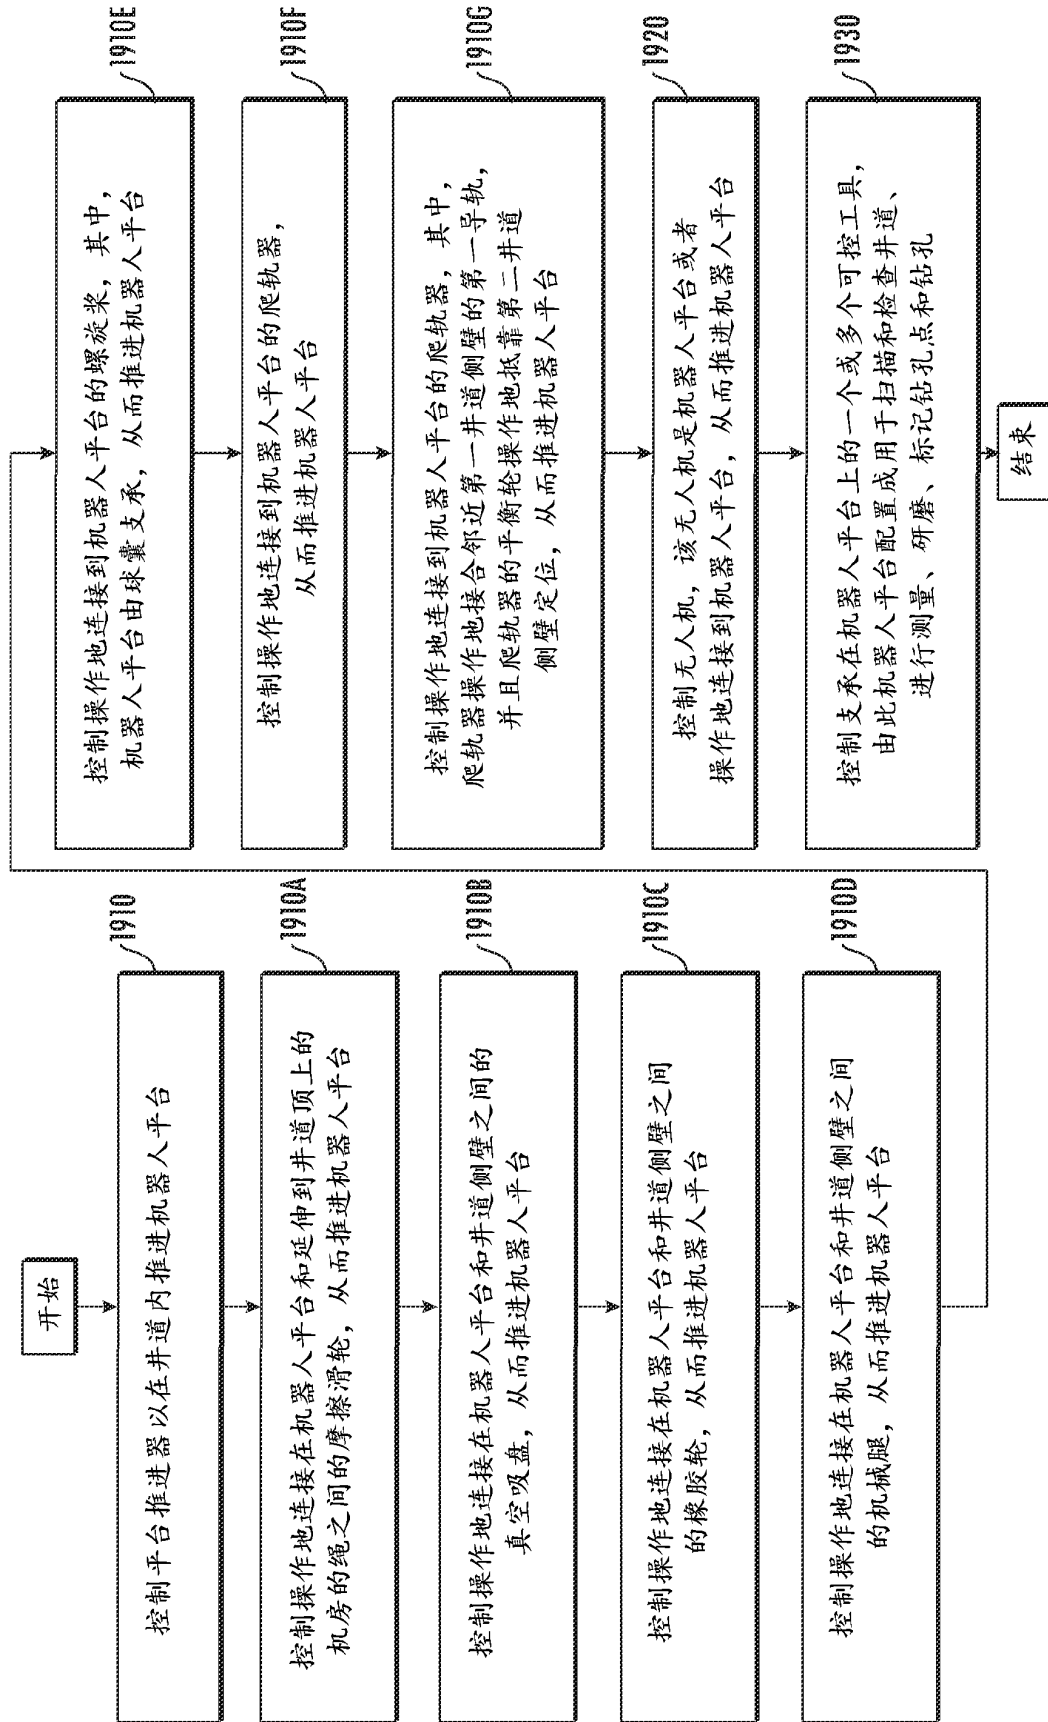 开始
控制平台推进器以在井道内推进机器人平台
1910
控制操作地连接在机器人平台和延伸到井道顶上的
机房的绳之间的摩擦滑轮，从而推进机器人平台
1910A
控制操作地连接在机器人平台和井道侧壁之间的
真空吸盘，从而推进机器人平台
1910B
控制操作地连接在机器人平台和井道侧壁之间
的橡胶轮，从而推进机器人平台
1910C
控制操作地连接在机器人平台和井道侧壁之间
的机械腿，从而推进机器人平台
1910D
控制操作地连接到机器人平台的螺旋桨，其中，
机器人平台由球囊支承，从而推进机器人平台
1910E
控制操作地连接到机器人平台的爬轨器，
从而推进机器人平台
1910F
控制操作地连接到机器人平台的爬轨器，其中，
爬轨器操作地接合邻近第一井道侧壁的第一导轨，
并且爬轨器的平衡轮操作地抵靠第二井道
侧壁定位，从而推进机器人平台
1910G
控制无人机，该无人机是机器人平台或者
操作地连接到机器人平台，从而推进机器人平台
1920
控制支承在机器人平台上的一个或多个可控工具，
由此机器人平台配置成用于扫描和检查井道、
进行测量、研磨、标记钻孔点和钻孔
1930
结束